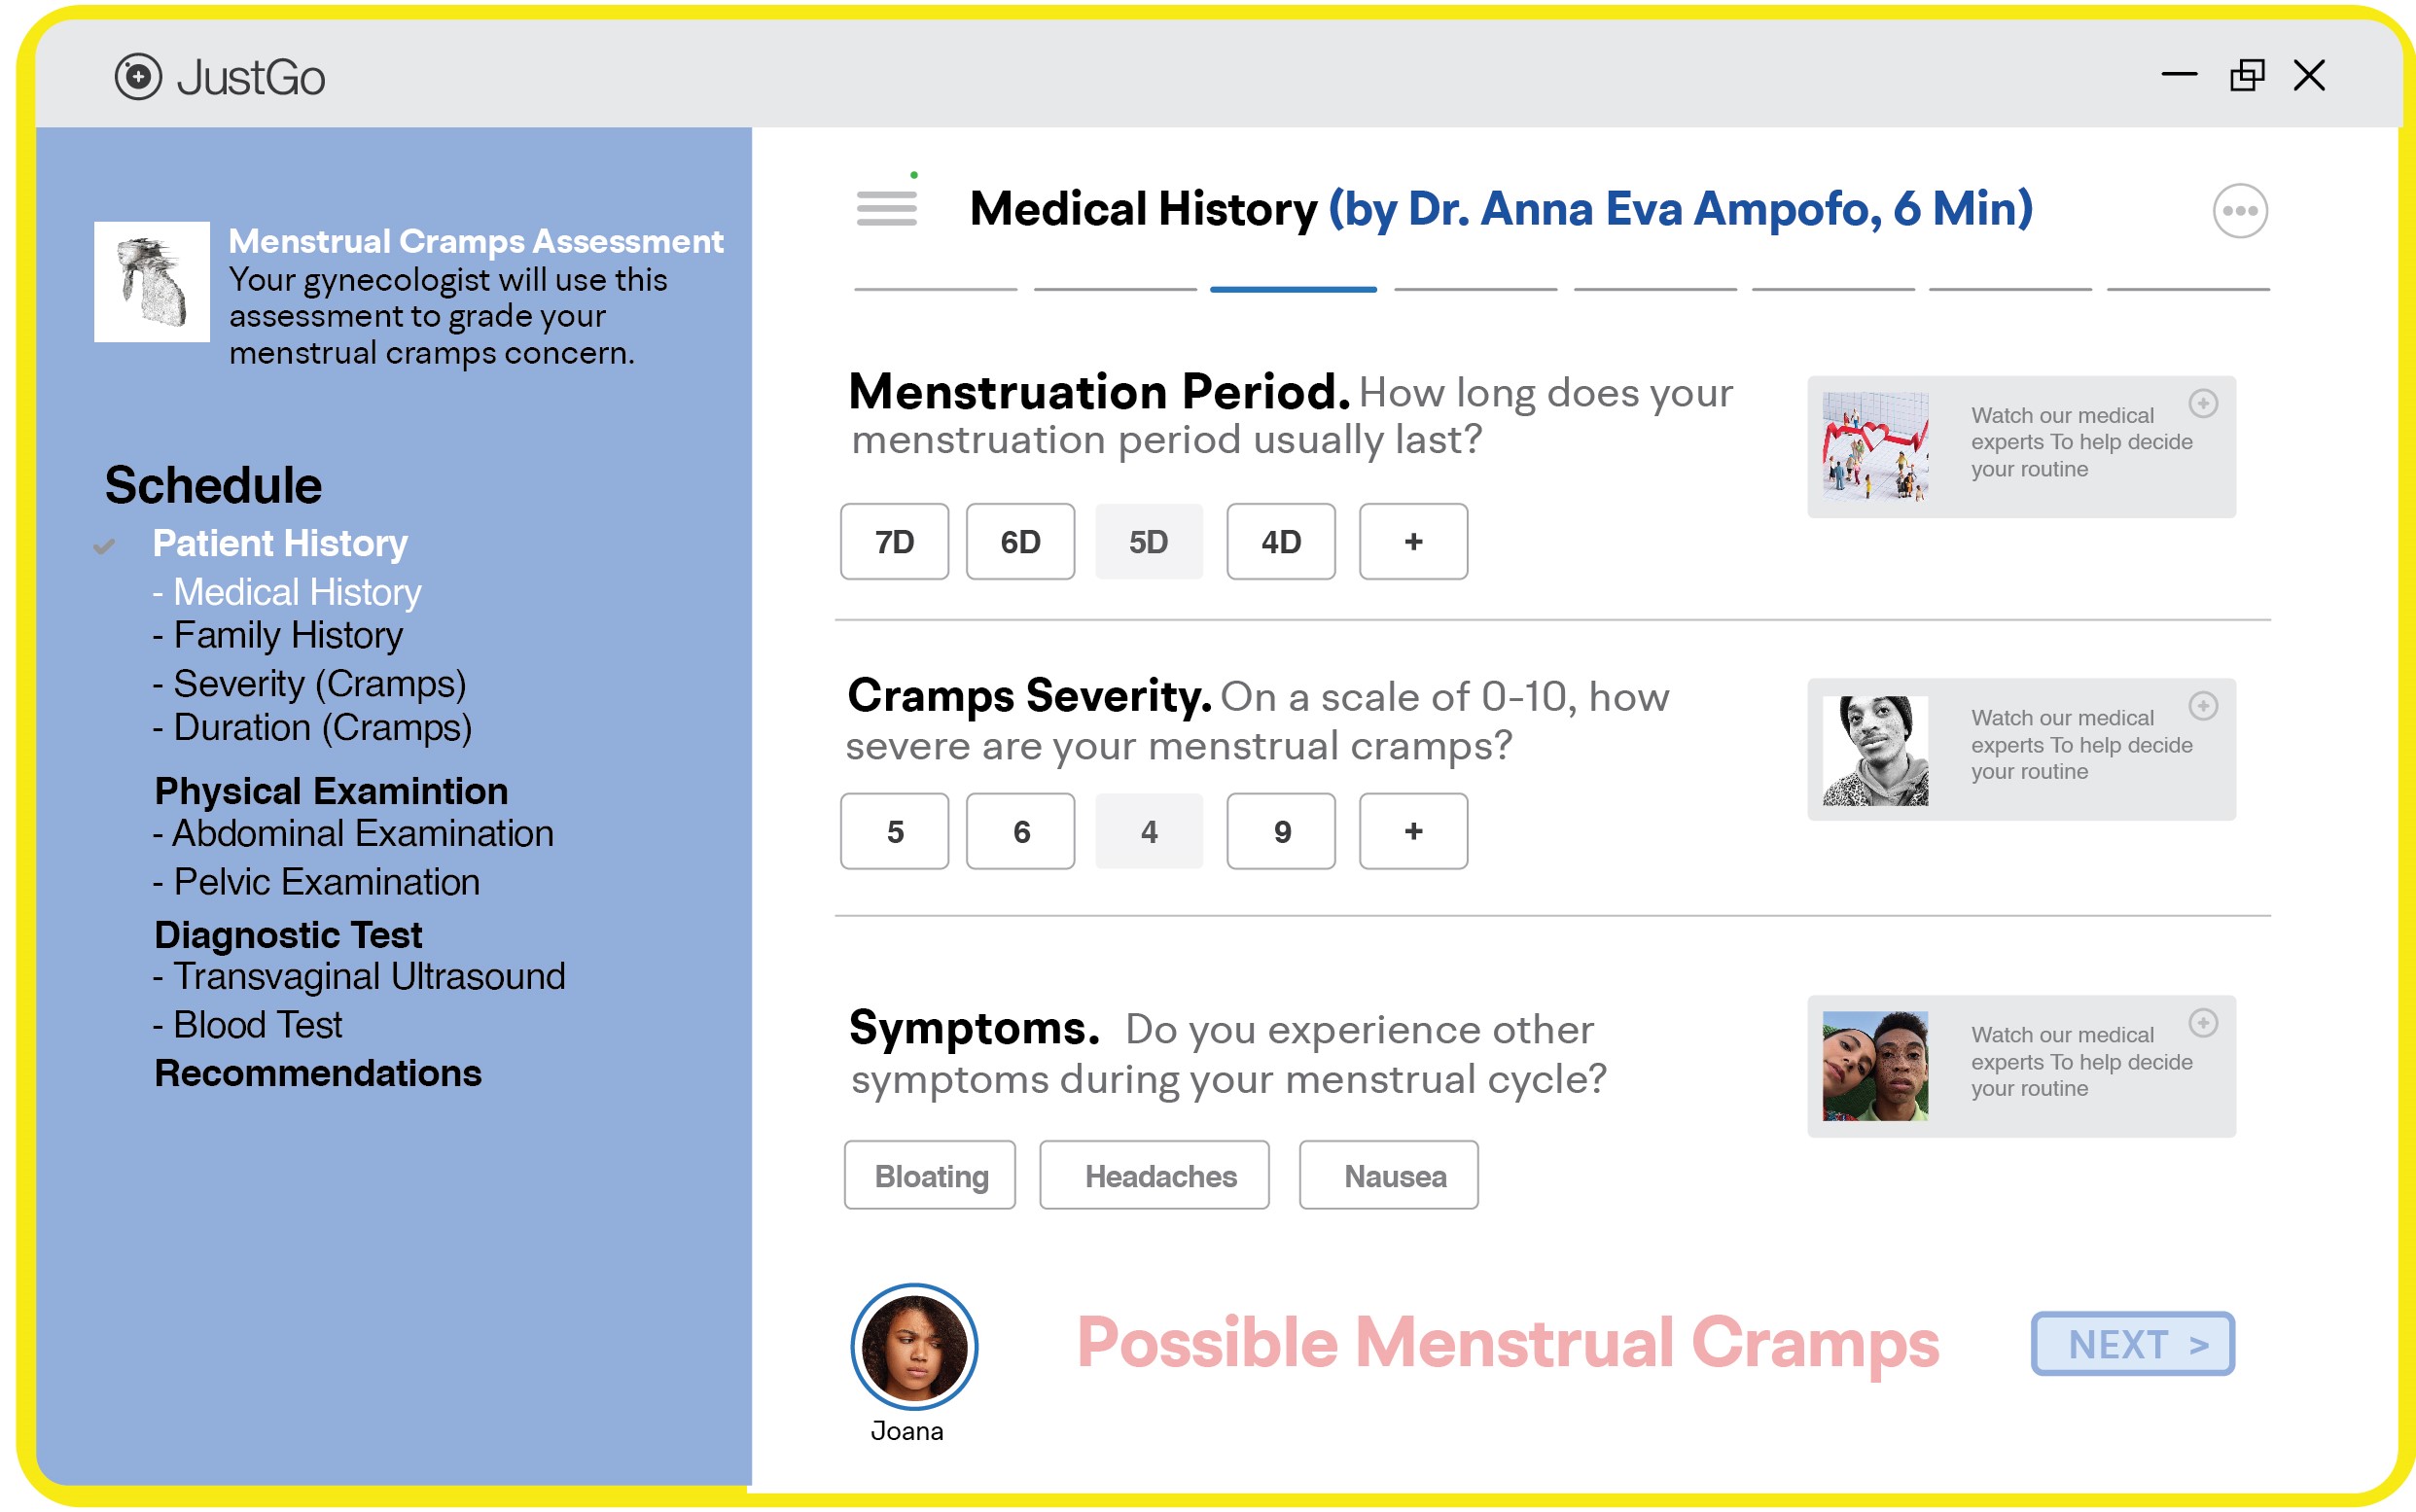 JustGo
Menstrual Cramps Assessment
Your gynecologist will use this
assessment to grade your
menstrual cramps concern.
Schedule
Patient History
- Medical History
- Family History
- Severity (Cramps)
- Duration (Cramps)
Physical Examintion
- Abdominal Examination
- Pelvic Examination
Diagnostic Test
- Transvaginal Ultrasound
- Blood Test
Recommendations
Medical History (by Dr. Anna Eva Ampofo, 6 Min)
Menstruation Period. How long does your
menstruation period usually last?
7D 6D 5D 4D +
Watch our medical
experts To help decide
your routine
Cramps Severity. On a scale of 0-10, how
severe are your menstrual cramps?
5 6 4 9 +
Watch our medical
experts To help decide
your routine
Symptoms. Do you experience other
symptoms during your menstrual cycle?
Bloating Headaches Nausea
Watch our medical
experts To help decide
your routine
Joana
Possible Menstrual Cramps
NEXT >